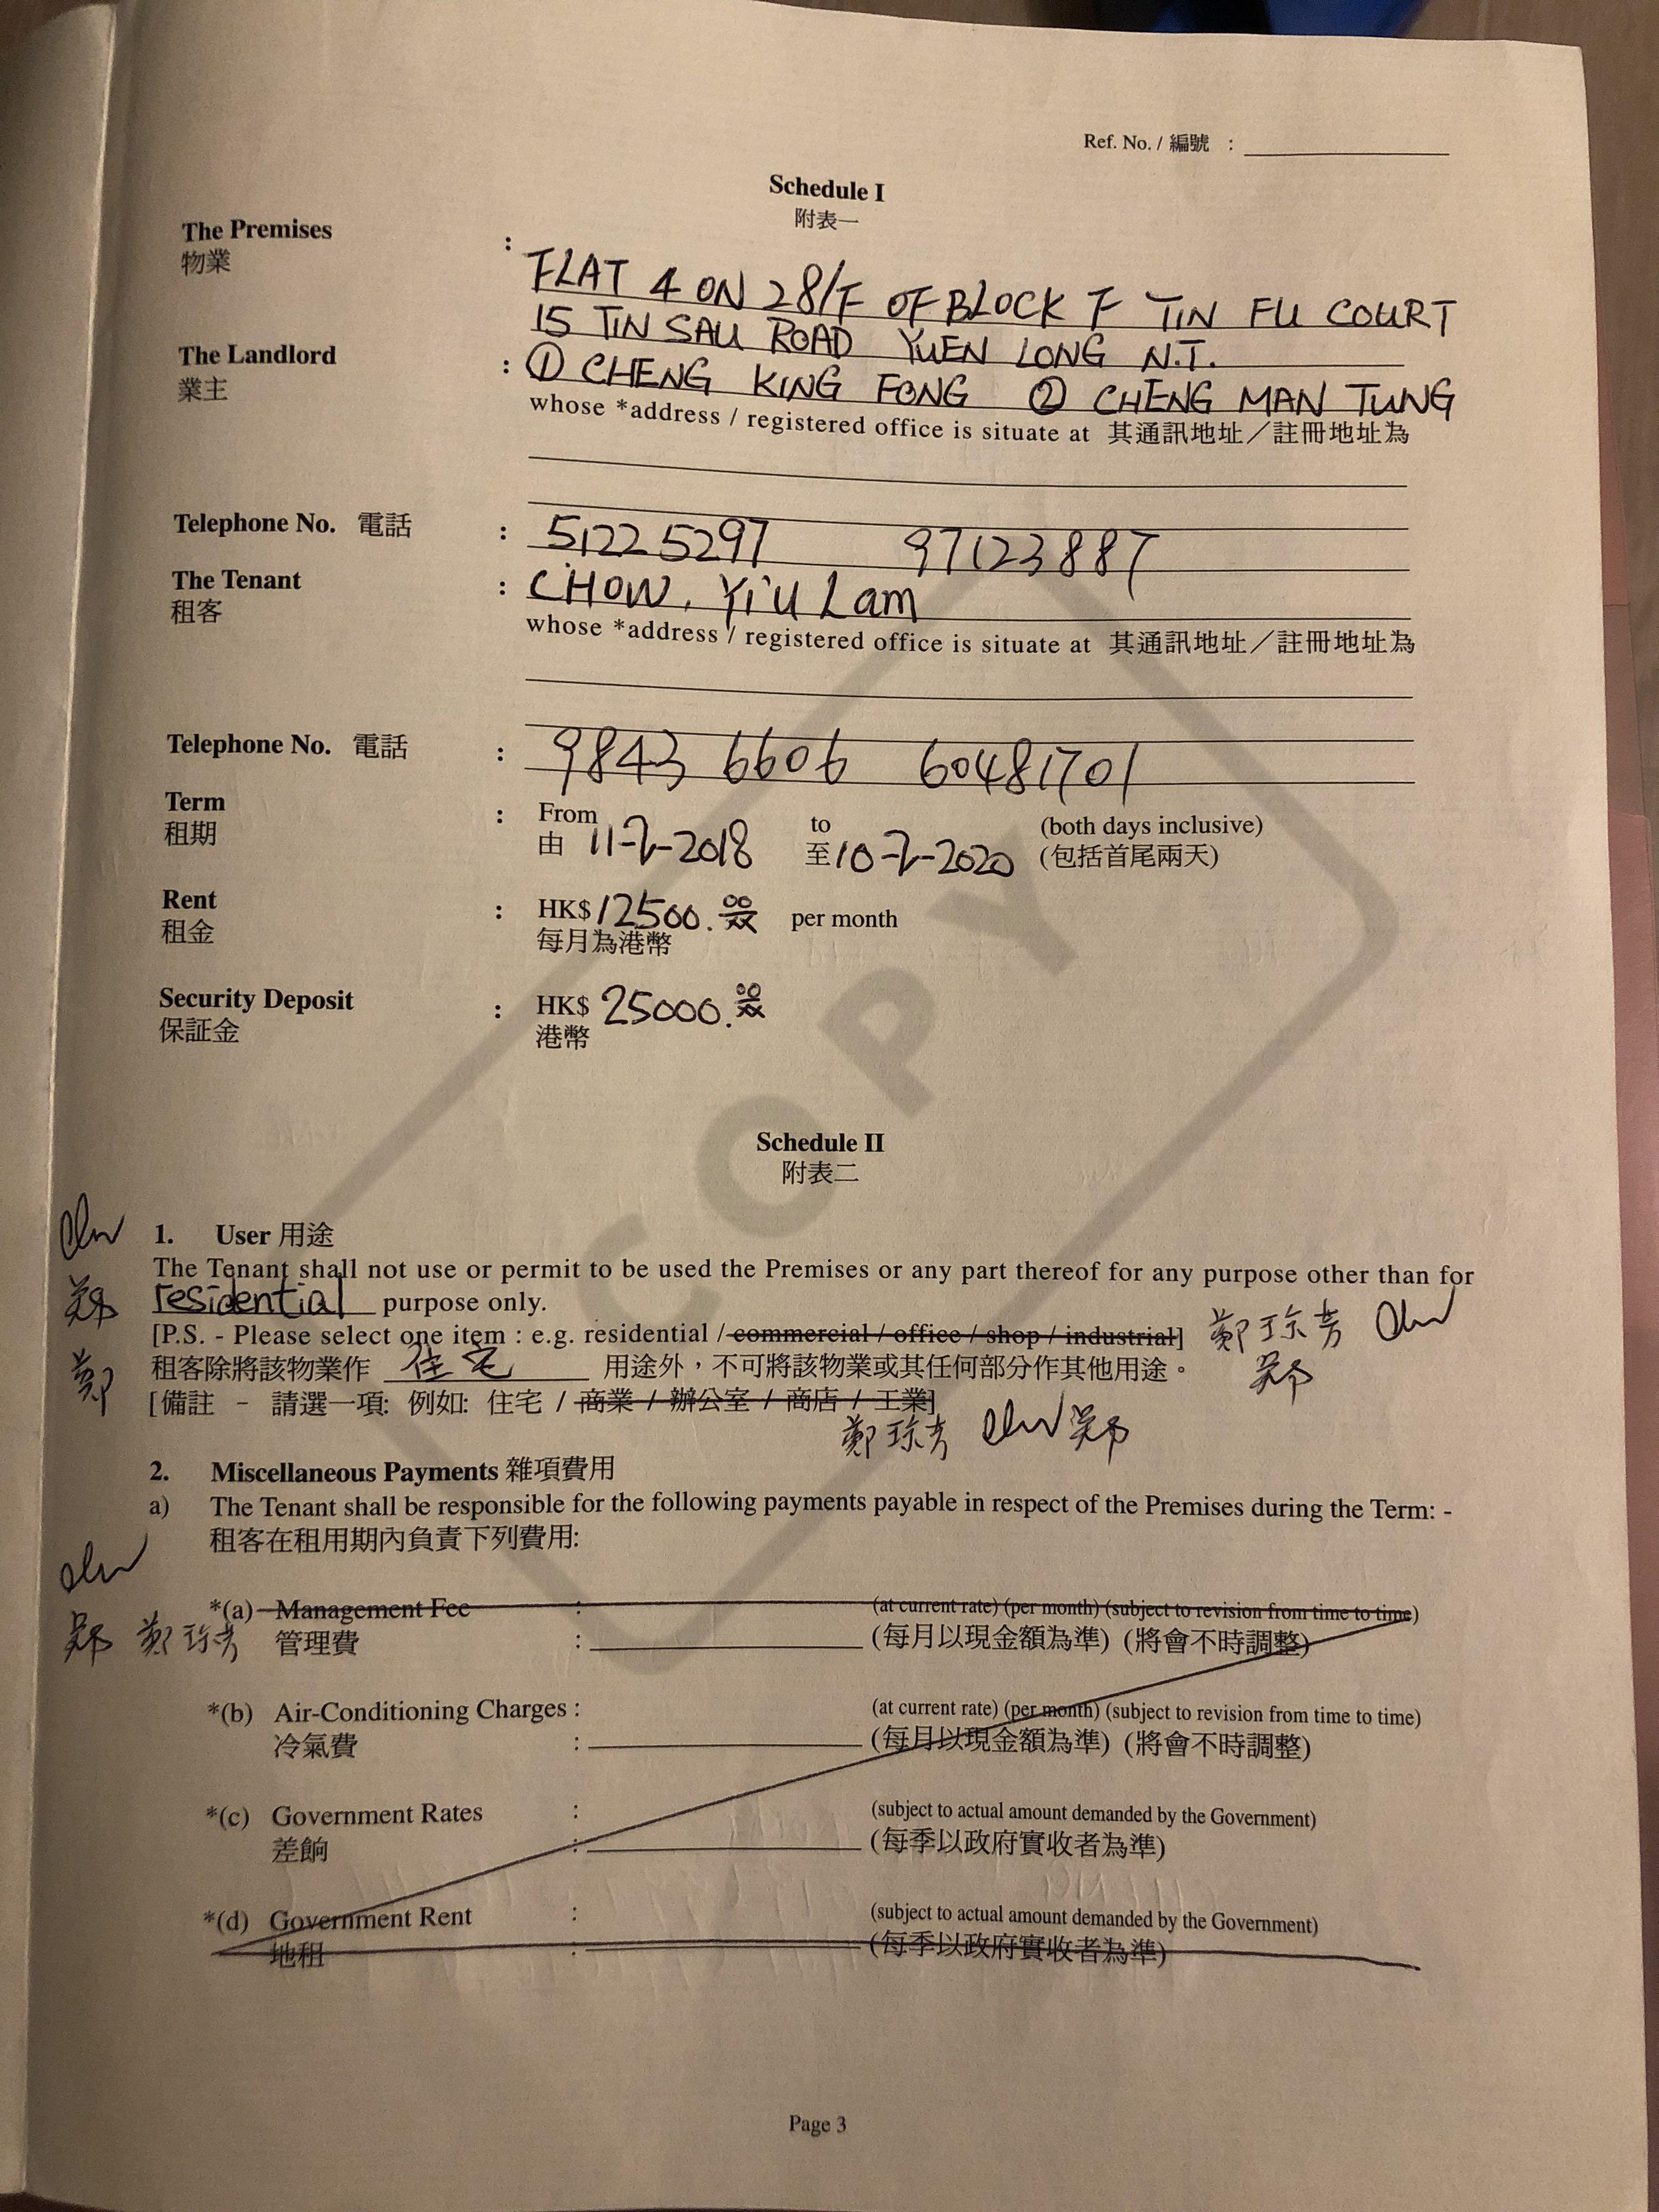 Ref. No. / 編號 :
Schedule I
附表一
The Premises
物業 :
FLAT 4 ON 28/F OF BLOCK F TIN FU COURT
15 TIN SAU ROAD YUEN LONG N.T.
The Landlord
業主 : ① CHENG KING FONG ② CHENG MAN TUNG
whose *address / registered office is situate at 其通訊地址／註冊地址為
Telephone No. 電話 : 5122 5297 97123887
The Tenant
租客 : CHOW, Yiu Lam
whose *address / registered office is situate at 其通訊地址／註冊地址為
Telephone No. 電話 : 9843 6606 60481701
Term : From to (both days inclusive)
租期 由 11-2-2018 至 10-2-2020 (包括首尾兩天)
Rent : HK$ 12500.00 per month
租金 每月為港幣
Security Deposit : HK$ 25000.00
保証金 港幣
Schedule II
附表二
1. User 用途
The Tenant shall not use or permit to be used the Premises or any part thereof for any purpose other than for
residential purpose only.
[P.S. - Please select one item : e.g. residential / commercial / office / shop / industrial]
租客除將該物業作 住宅 用途外，不可將該物業或其任何部分作其他用途。
鄭
[備註 - 請選一項: 例如: 住宅 / 商業 / 辦公室 / 商店 / 工業]
2. Miscellaneous Payments 雜項費用
a) The Tenant shall be responsible for the following payments payable in respect of the Premises during the Term: -
租客在租用期內負責下列費用:
*(a) Management Fee : (at current rate) (per month) (subject to revision from time to time)
管理費 : (每月以現金額為準) (將會不時調整)
*(b) Air-Conditioning Charges : (at current rate) (per month) (subject to revision from time to time)
冷氣費 : (每月以現金額為準) (將會不時調整)
*(c) Government Rates : (subject to actual amount demanded by the Government)
差餉 : (每季以政府實收者為準)
*(d) Government Rent : (subject to actual amount demanded by the Government)
地租 : (每季以政府實收者為準)
Page 3
COPY